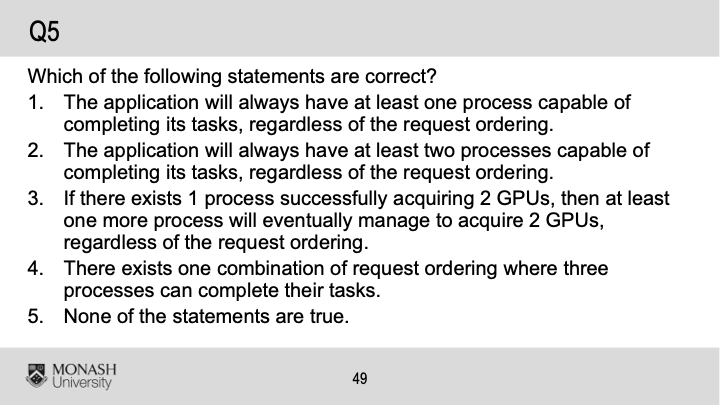 Q5
Which of the following statements are correct?
1. The application will always have at least one process capable of
completing its tasks, regardless of the request ordering.
2. The application will always have at least two processes capable of
completing its tasks, regardless of the request ordering.
3. If there exists 1 process successfully acquiring 2 GPUs, then at least
one more process will eventually manage to acquire 2 GPUs,
regardless of the request ordering.
4. There exists one combination of request ordering where three
processes can complete their tasks.
5. None of the statements are true.
MONASH
University
49